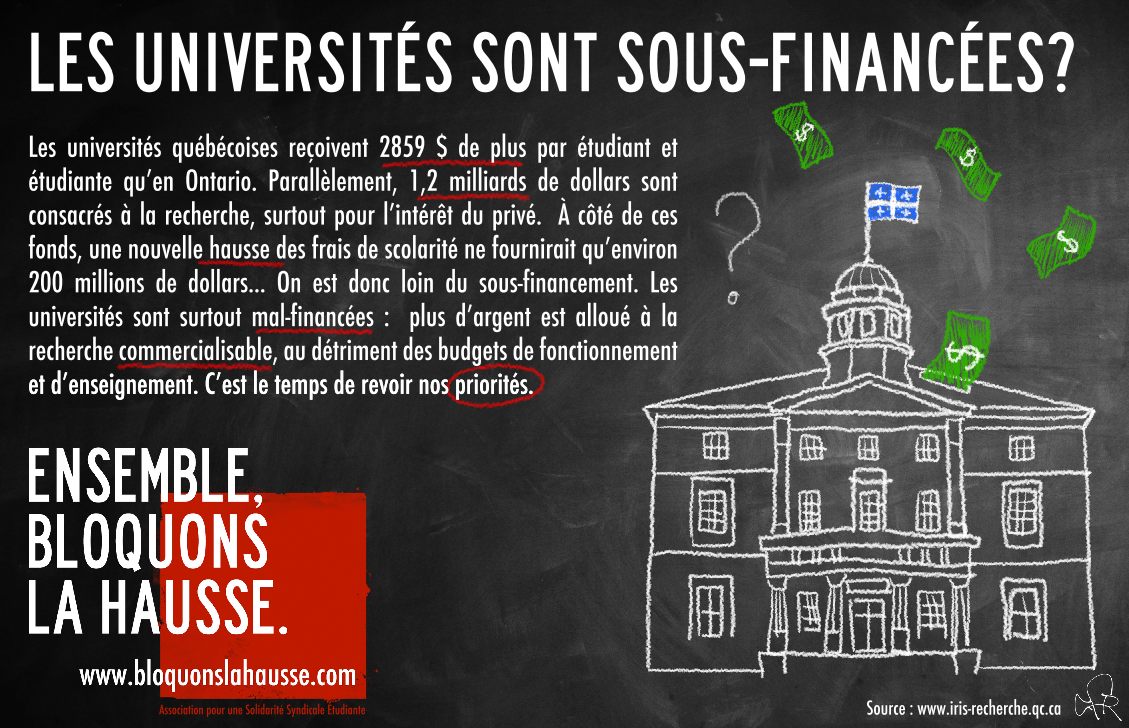 LES UNIVERSITÉS SONT SOUS-FINANCÉES?
Les universités québécoises reçoivent 2859 $ de plus par étudiant et
étudiante qu'en Ontario. Parallèlement, 1,2 milliards de dollars sont
consacrés à la recherche, surtout pour l'intérêt du privé. À côté de ces
fonds, une nouvelle hausse des frais de scolarité ne fournirait qu'environ
200 millions de dollars... On est donc loin du sous-financement. Les
universités sont surtout mal-financées : plus d'argent est alloué à la
recherche commercialisable, au détriment des budgets de fonctionnement
et d'enseignement. C'est le temps de revoir nos priorités.
$
$
$
$
?
ENSEMBLE,
BLOQUONS
LA HAUSSE.
www.bloquonslahausse.com
Association pour une Solidarité Syndicale Étudiante
Source : www.iris-recherche.qc.ca